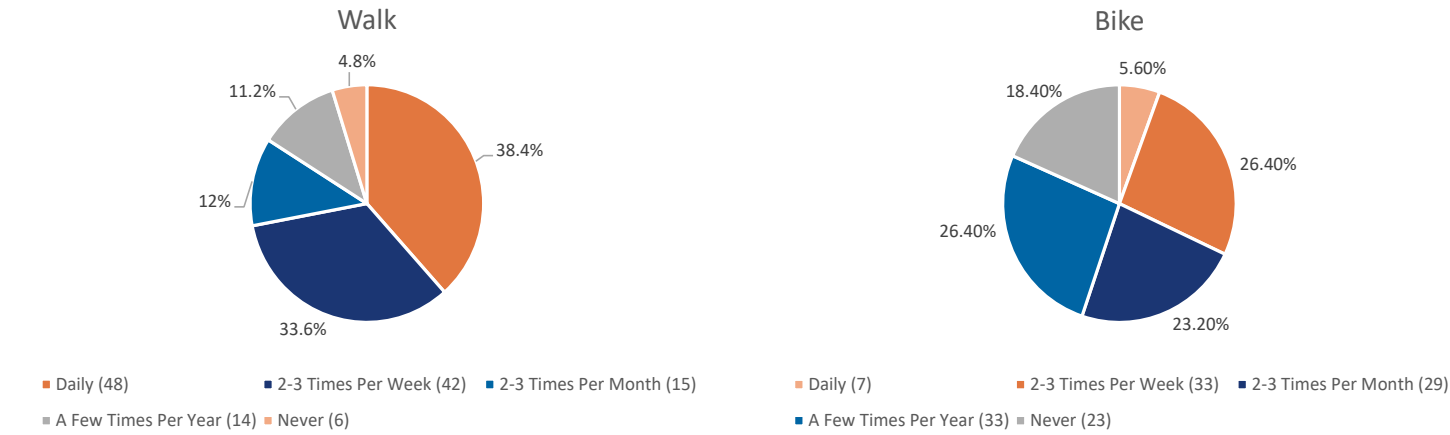 Walk
4.8%
11.2%
38.4%
12%
33.6%
Daily (48) 2-3 Times Per Week (42) 2-3 Times Per Month (15)
A Few Times Per Year (14) Never (6)
Bike
5.60%
18.40%
26.40%
26.40%
23.20%
Daily (7) 2-3 Times Per Week (33) 2-3 Times Per Month (29)
A Few Times Per Year (33) Never (23)